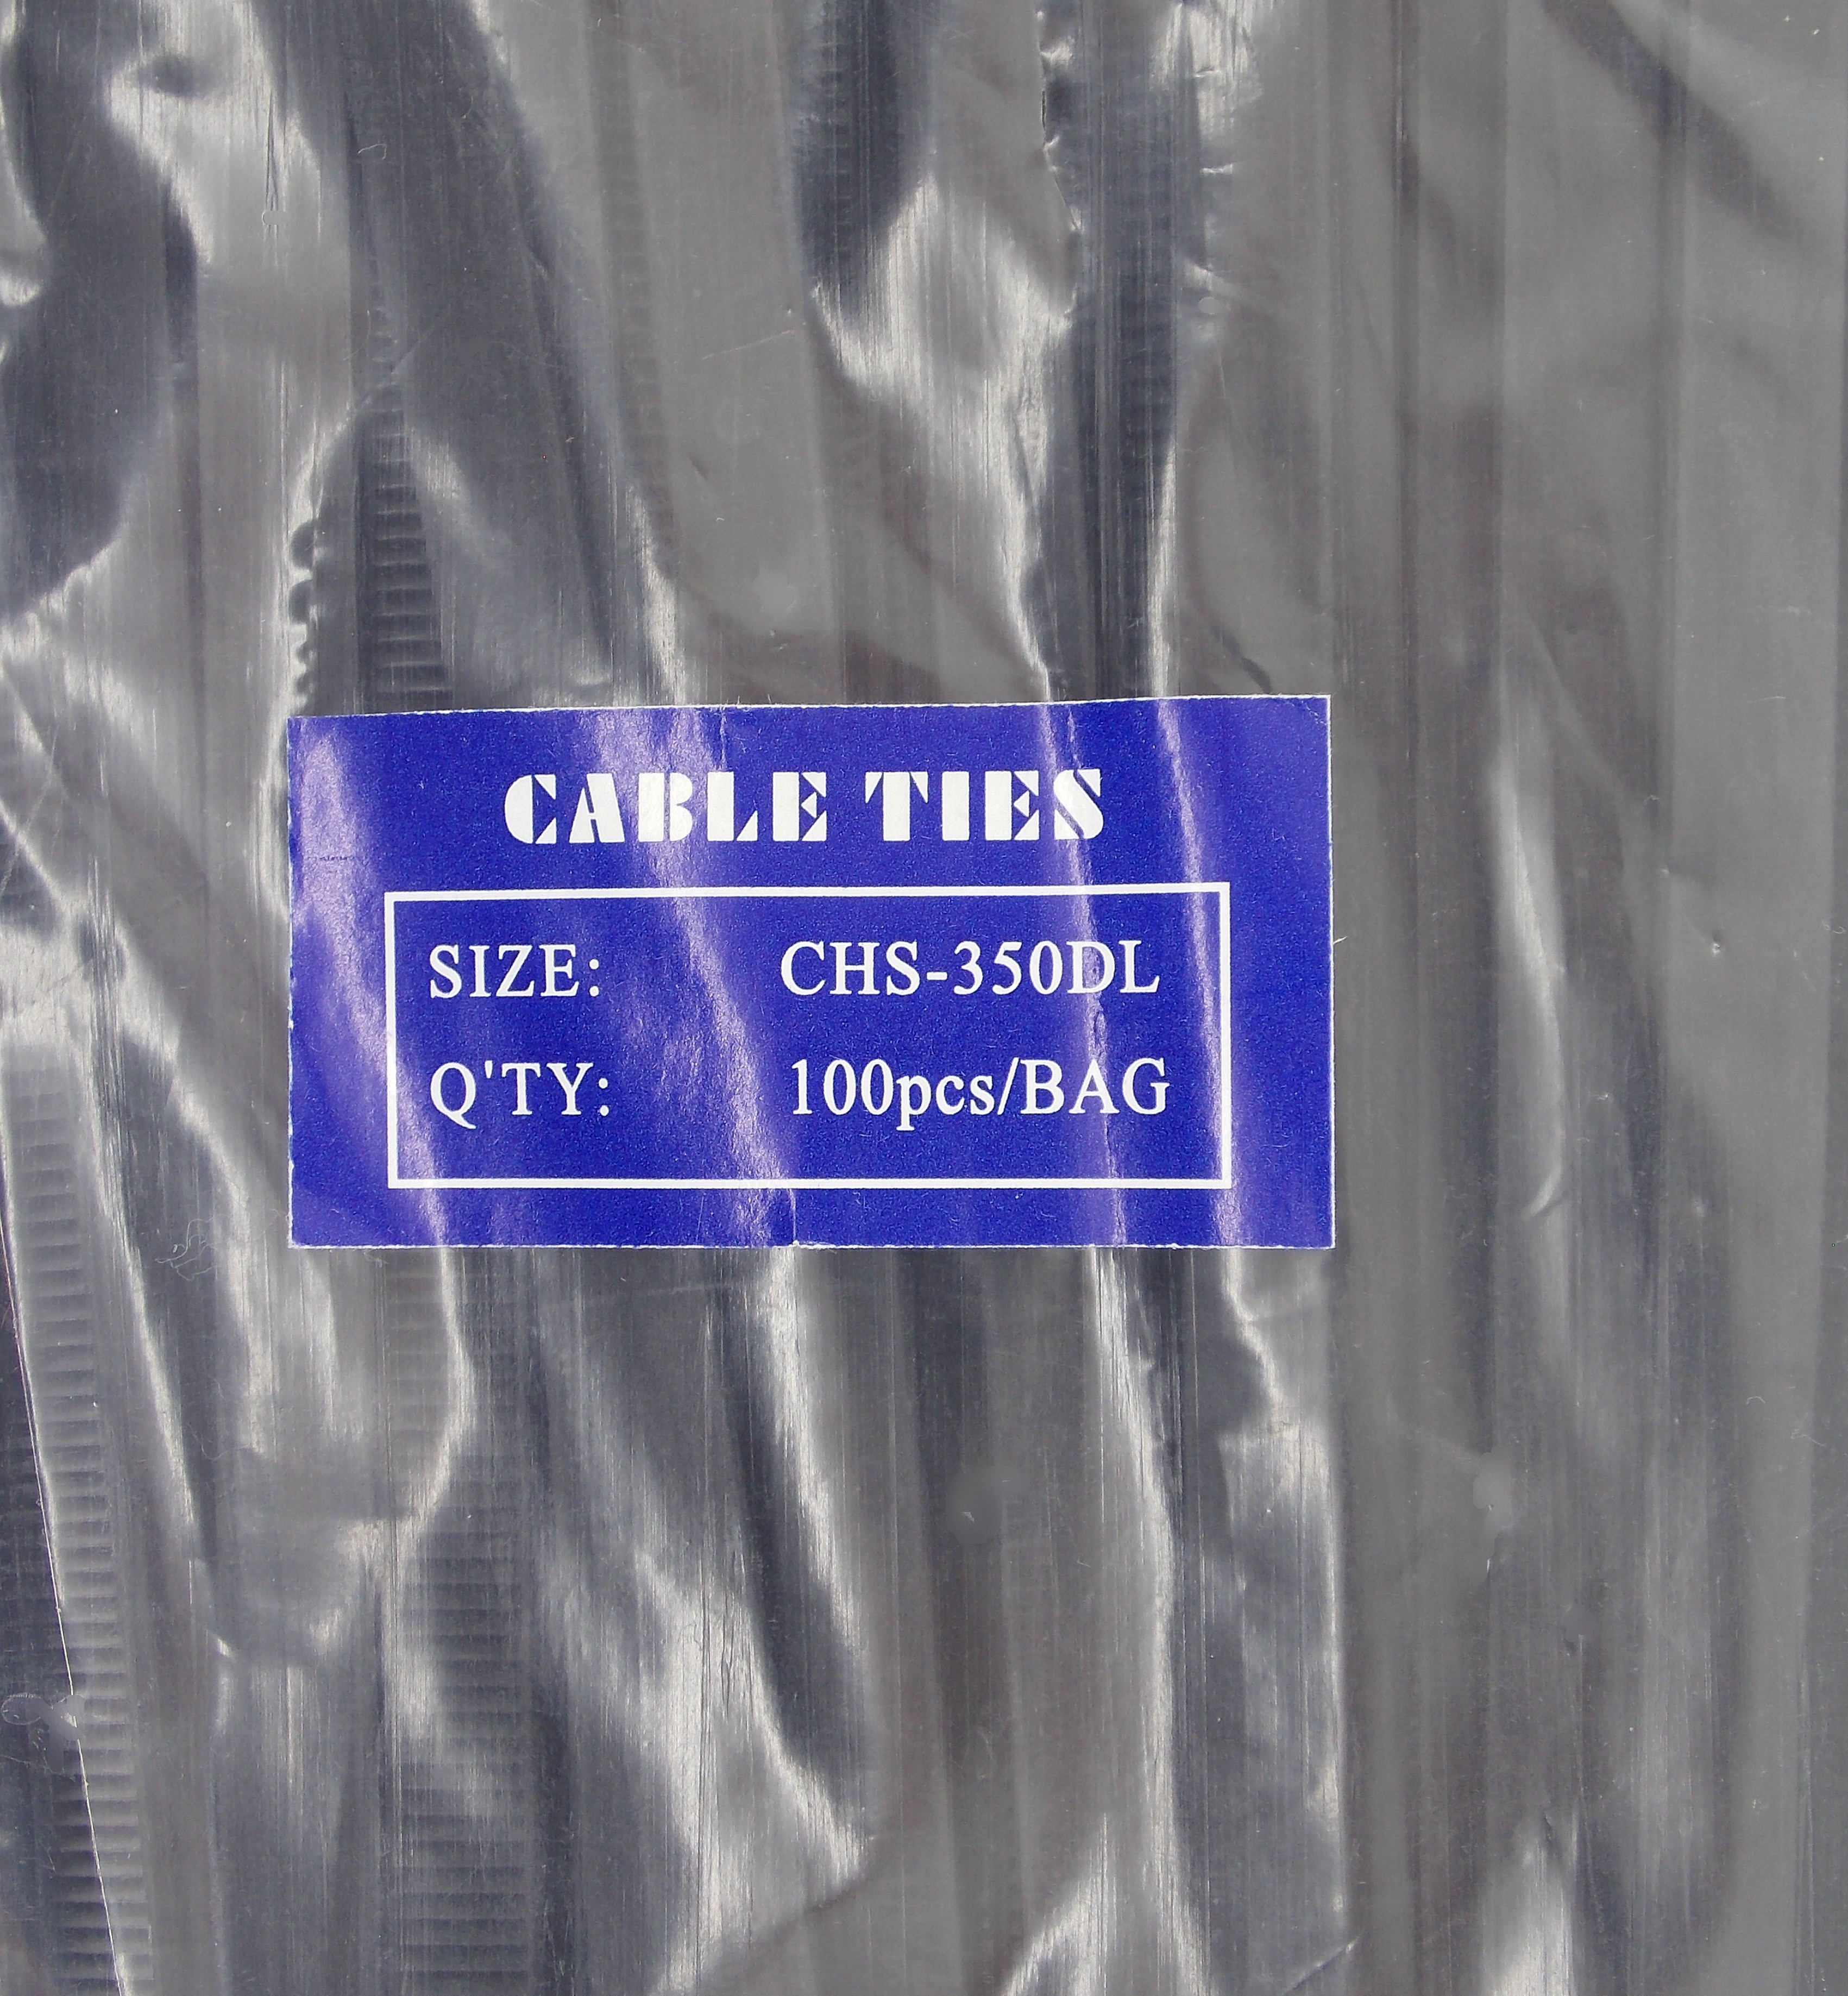 CABLE TIES
SIZE: CHS-350DL
Q'TY: 100pcs/BAG